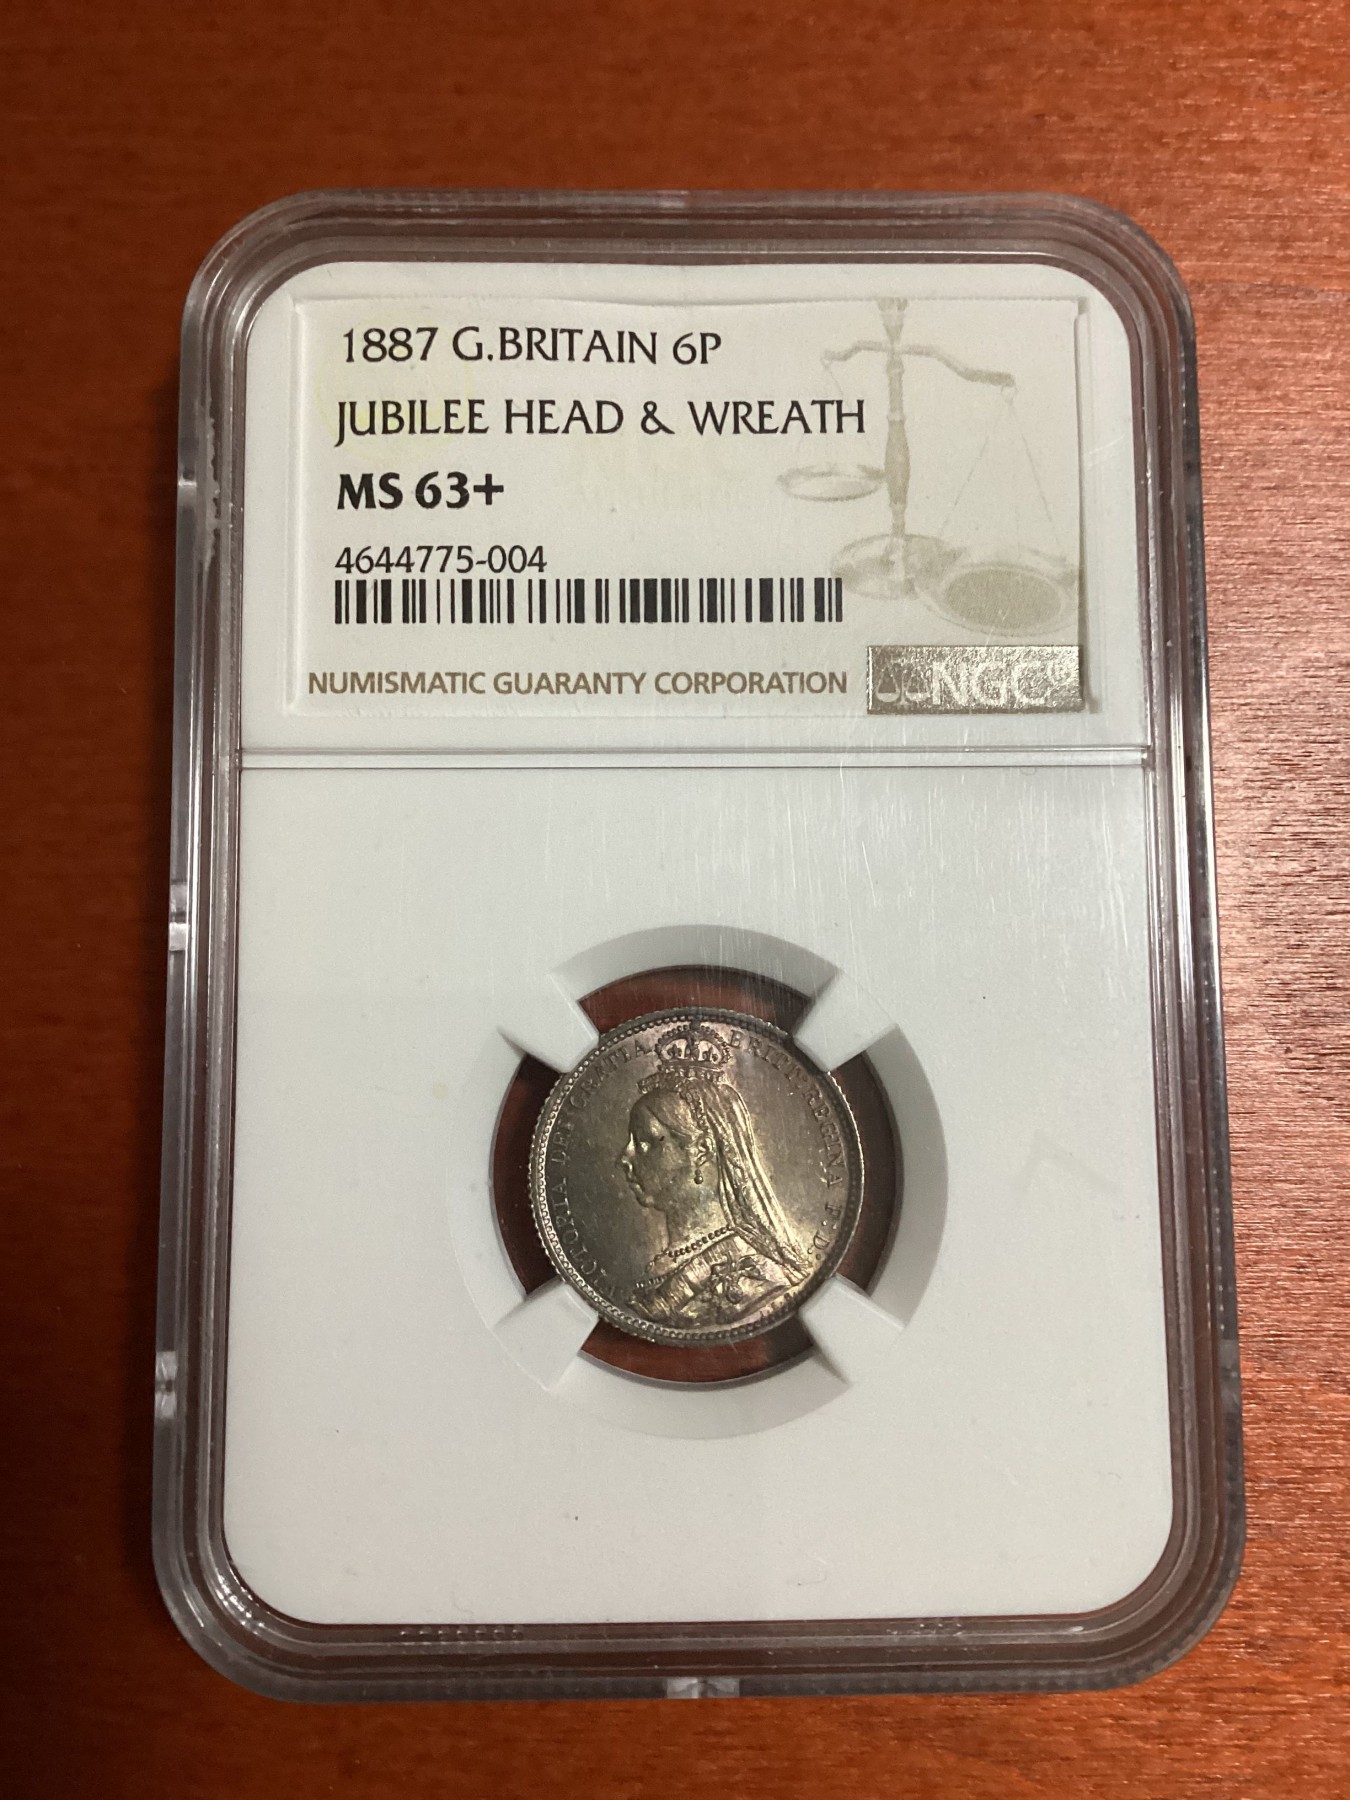 1887 G.BRITAIN 6P
JUBILEE HEAD & WREATH
MS 63+
4644775-004
NUMISMATIC GUARANTY CORPORATION
NGC®
VICTORIA DEI GRATIA BRITT: REGINA F: D: